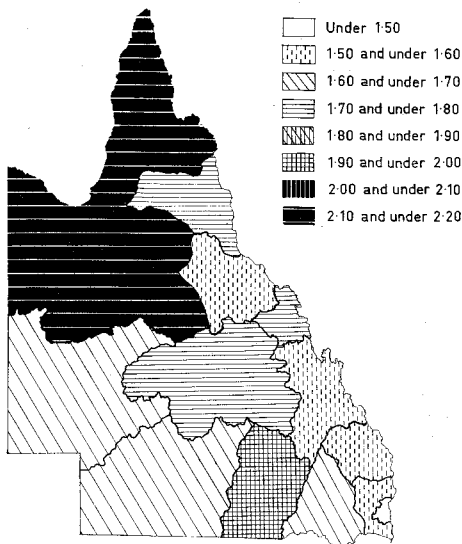 Under 1·50
1·50 and under 1·60
1·60 and under 1·70
1·70 and under 1·80
1·80 and under 1·90
1·90 and under 2·00
2·00 and under 2·10
2·10 and under 2·20